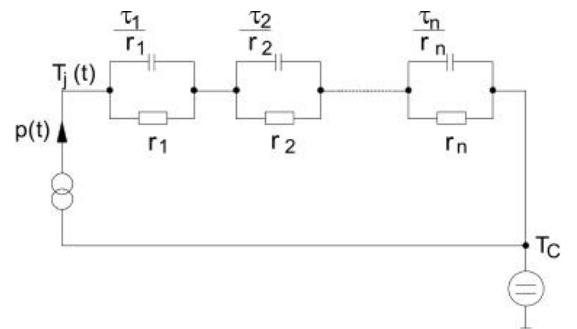 τ1
r1
τ2
r2
τn
rn
Tj (t)
p(t)
r1
r2
rn
TC